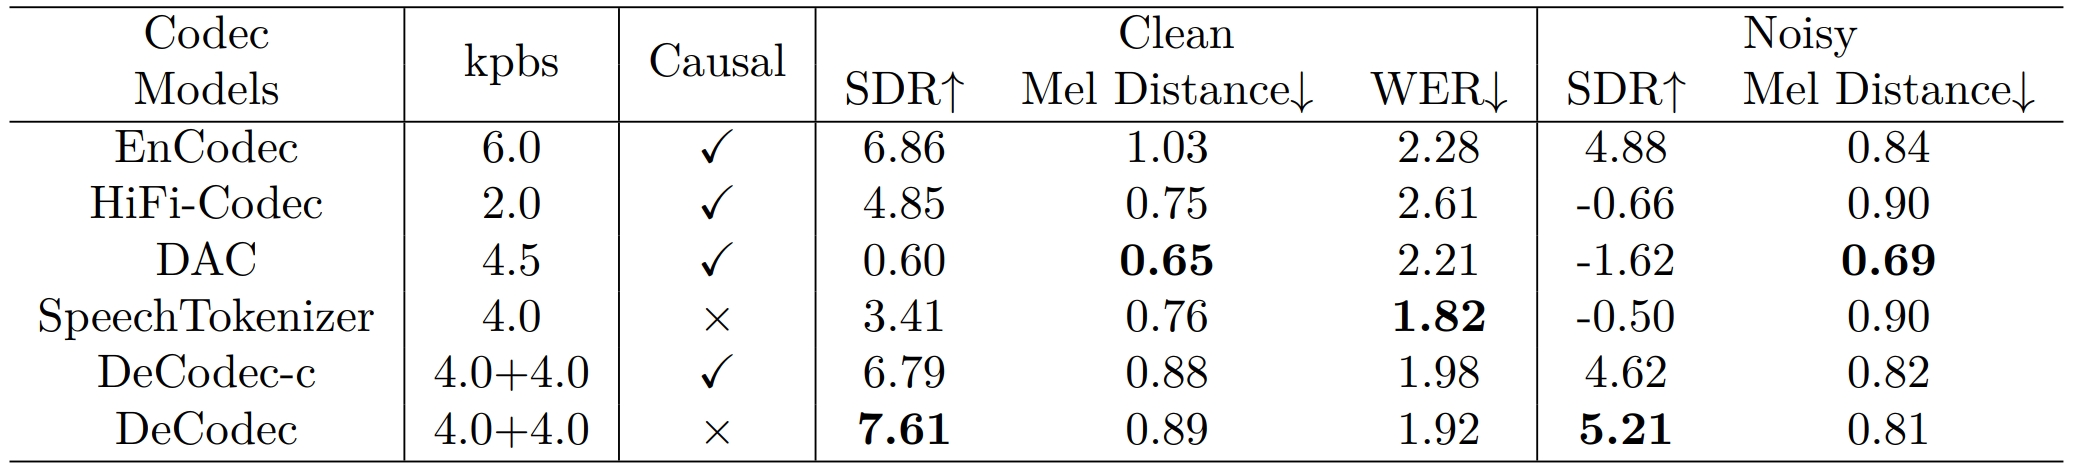 Codec Models kpbs Causal Clean Noisy
SDR↑ Mel Distance↓ WER↓ SDR↑ Mel Distance↓
EnCodec 6.0 ✓ 6.86 1.03 2.28 4.88 0.84
HiFi-Codec 2.0 ✓ 4.85 0.75 2.61 -0.66 0.90
DAC 4.5 ✓ 0.60 0.65 2.21 -1.62 0.69
SpeechTokenizer 4.0 × 3.41 0.76 1.82 -0.50 0.90
DeCodec-c 4.0+4.0 ✓ 6.79 0.88 1.98 4.62 0.82
DeCodec 4.0+4.0 × 7.61 0.89 1.92 5.21 0.81